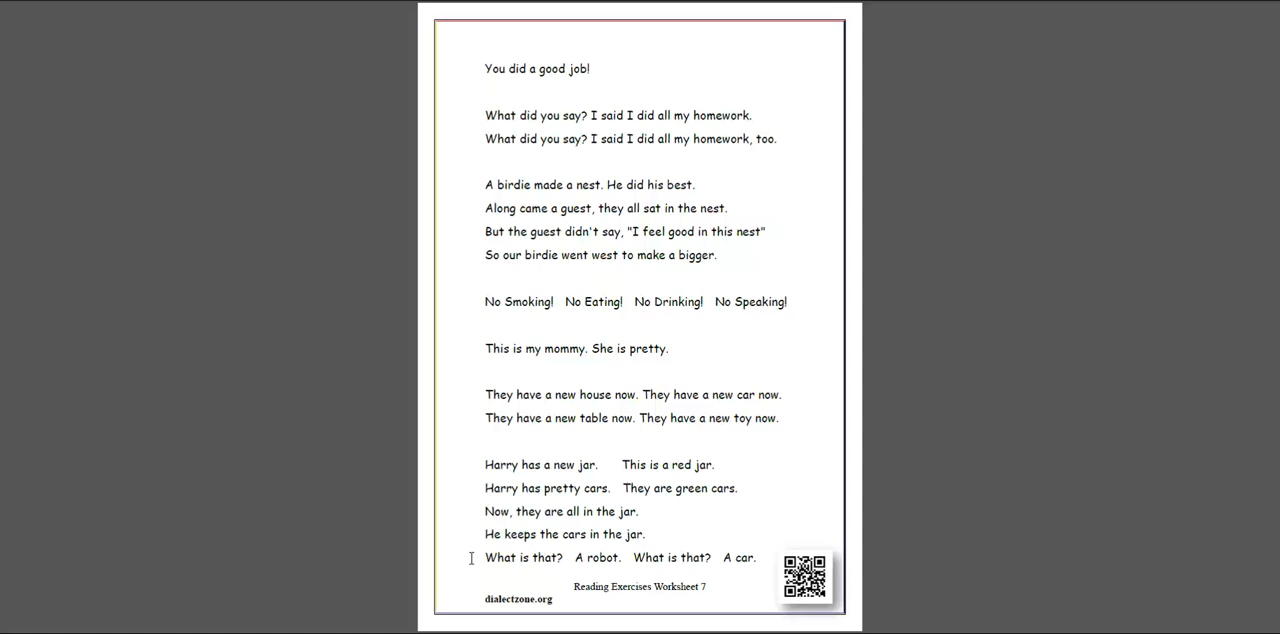 You did a good job!
What did you say? I said I did all my homework.
What did you say? I said I did all my homework, too.
A birdie made a nest. He did his best.
Along came a guest, they all sat in the nest.
But the guest didn't say, "I feel good in this nest"
So our birdie went west to make a bigger.
No Smoking! No Eating! No Drinking! No Speaking!
This is my mommy. She is pretty.
They have a new house now. They have a new car now.
They have a new table now. They have a new toy now.
Harry has a new jar. This is a red jar.
Harry has pretty cars. They are green cars.
Now, they are all in the jar.
He keeps the cars in the jar.
What is that? A robot. What is that? A car.
Reading Exercises Worksheet 7
dialectzone.org